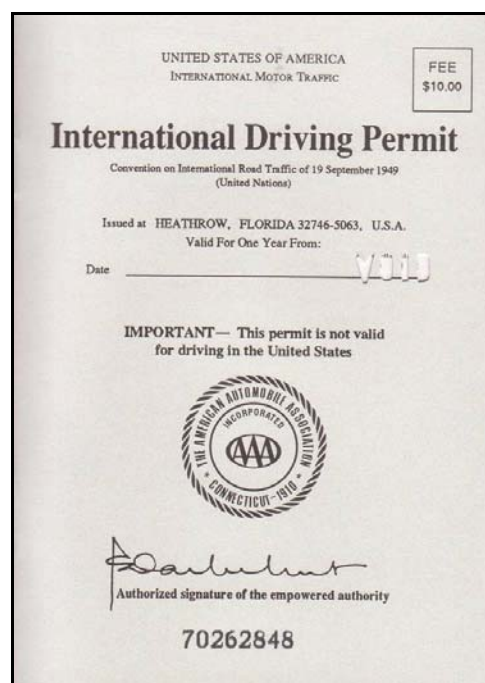 UNITED STATES OF AMERICA
INTERNATIONAL MOTOR TRAFFIC
FEE
$10.00
International Driving Permit
Convention on International Road Traffic of 19 September 1949
(United Nations)
Issued at HEATHROW, FLORIDA 32746-5063, U.S.A.
Valid For One Year From:
Date
VOID
IMPORTANT— This permit is not valid
for driving in the United States
THE AMERICAN AUTOMOBILE ASSOCIATION
INCORPORATED
AAA
CONNECTICUT-1910
Authorized signature of the empowered authority
70262848